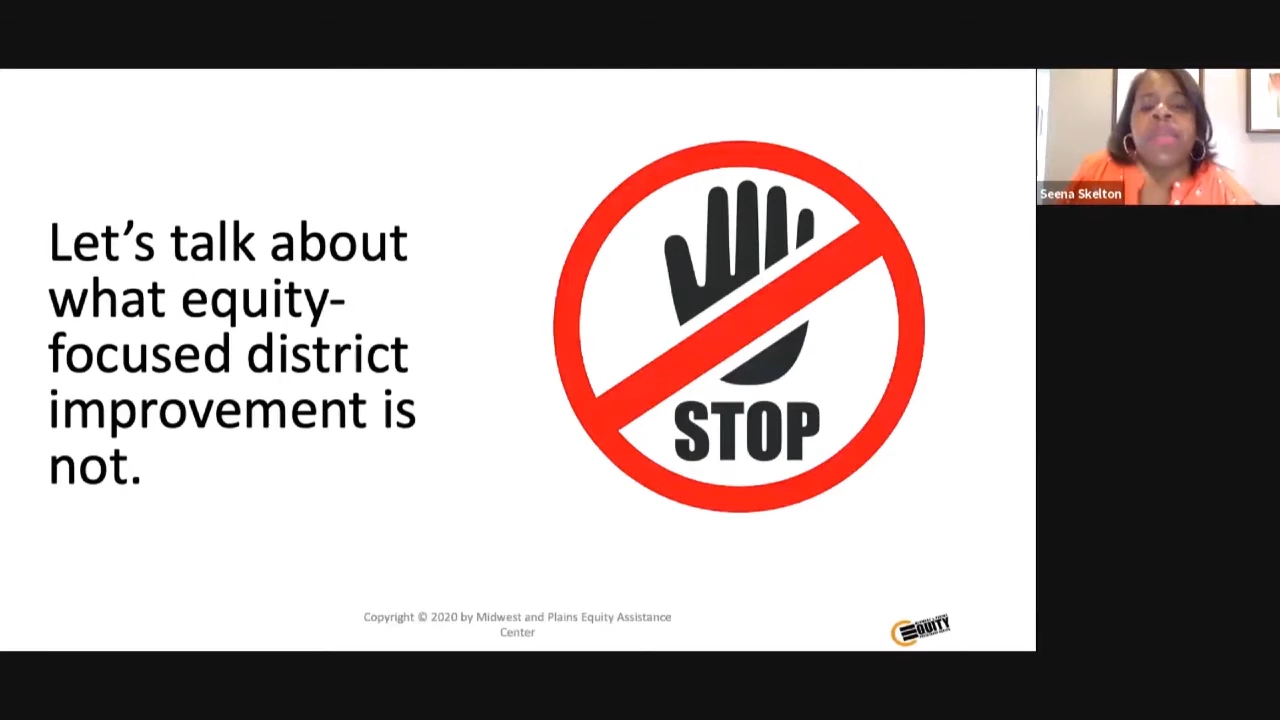 Let's talk about
what equity-
focused district
improvement is
not.
STOP
Seena Skelton
Copyright © 2020 by Midwest and Plains Equity Assistance
Center
EQUITY